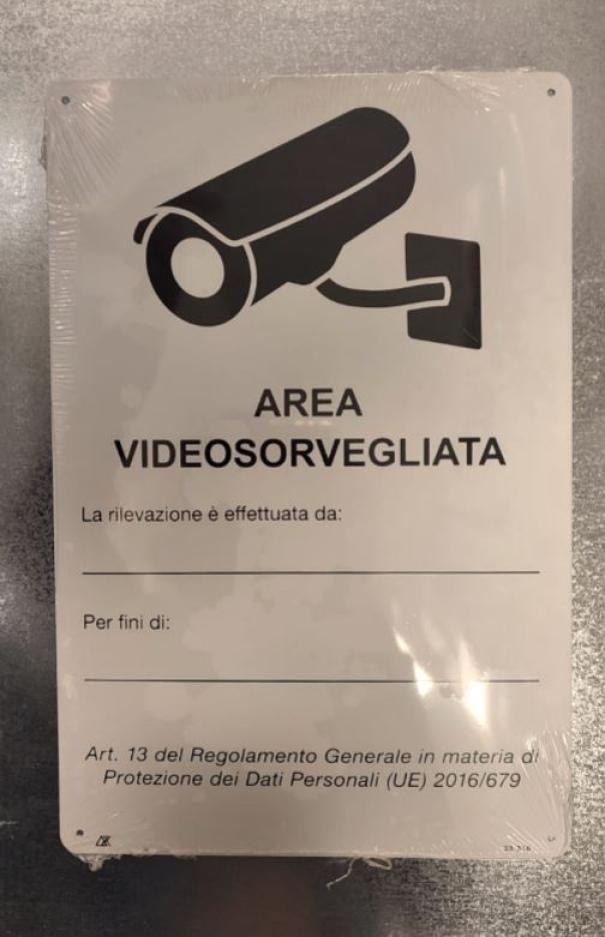 AREA
VIDEOSORVEGLIATA
La rilevazione è effettuata da:
Per fini di:
Art. 13 del Regolamento Generale in materia di
Protezione dei Dati Personali (UE) 2016/679